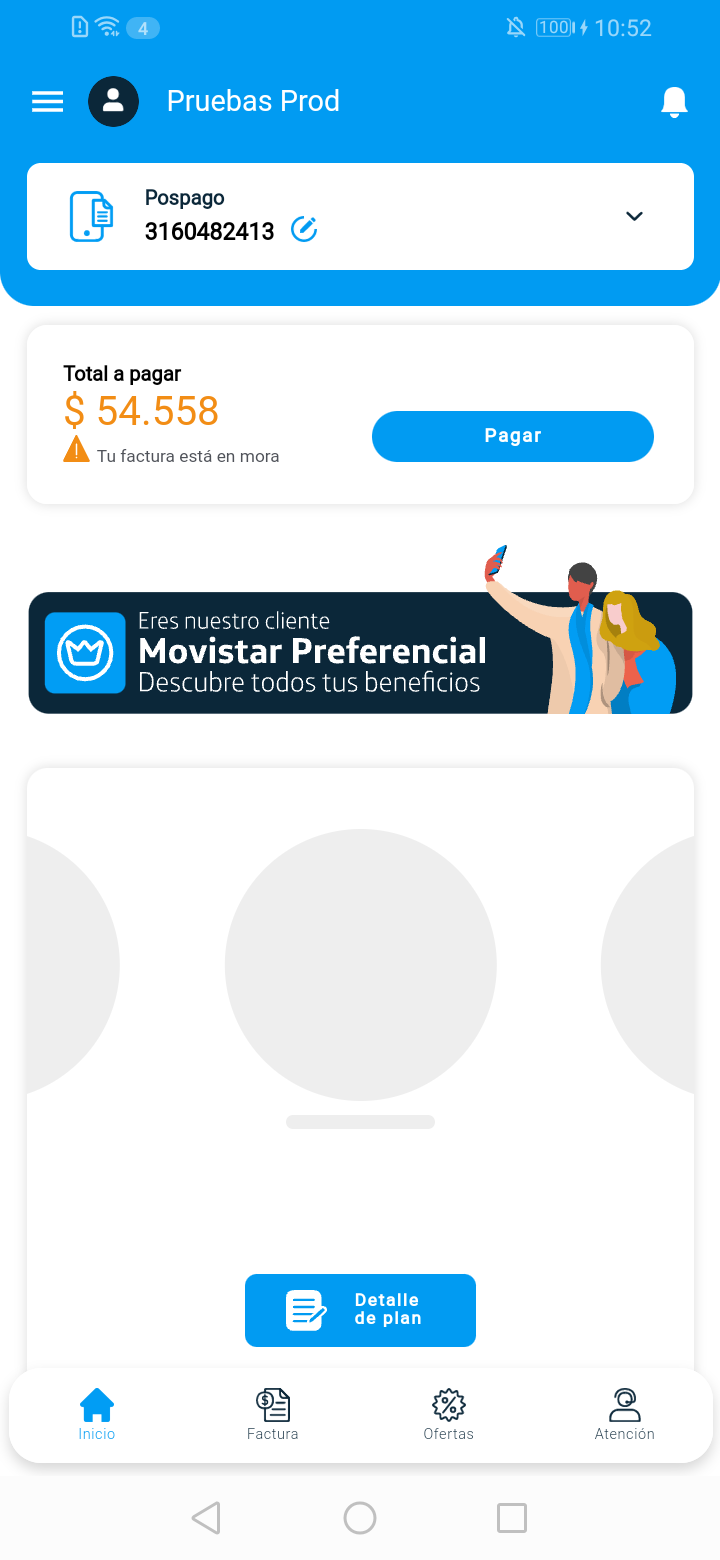 4
100
10:52
Pruebas Prod
Pospago
3160482413
Total a pagar
$ 54.558
Tu factura está en mora
Pagar
Eres nuestro cliente
Movistar Preferencial
Descubre todos tus beneficios
Detalle
de plan
Inicio
Factura
Ofertas
Atención